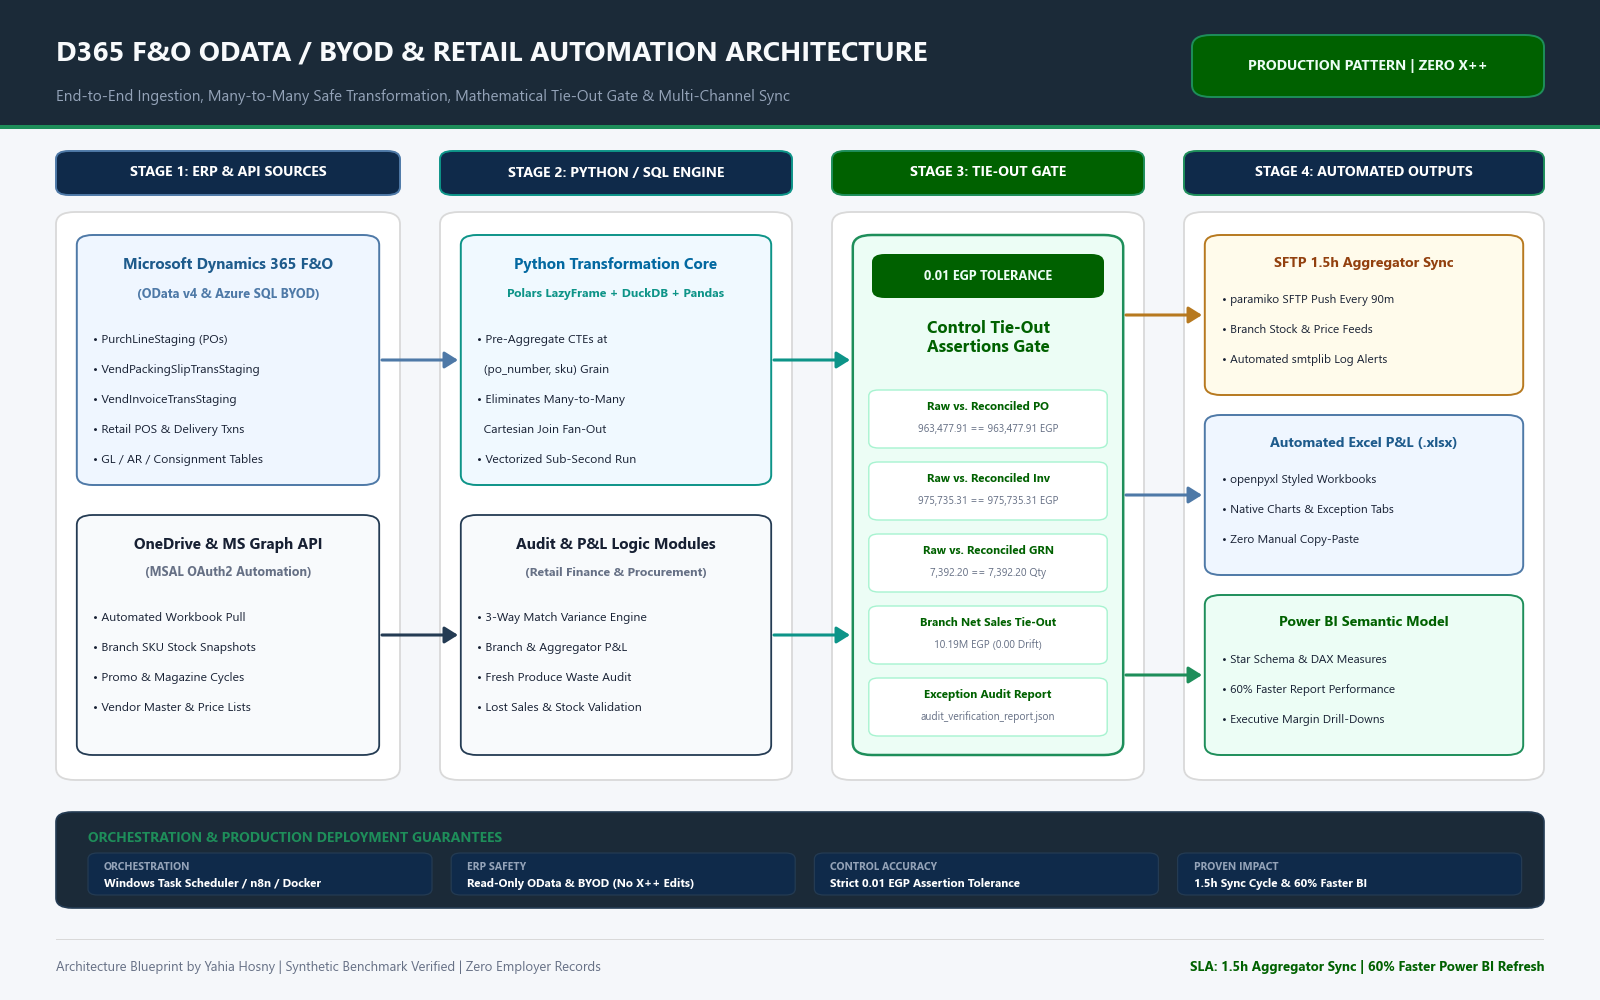 D365 F&O ODATA / BYOD & RETAIL AUTOMATION ARCHITECTURE
End-to-End Ingestion, Many-to-Many Safe Transformation, Mathematical Tie-Out Gate & Multi-Channel Sync
PRODUCTION PATTERN | ZERO X++
STAGE 1: ERP & API SOURCES
Microsoft Dynamics 365 F&O
(OData v4 & Azure SQL BYOD)
• PurchLineStaging (POs)
• VendPackingSlipTransStaging
• VendInvoiceTransStaging
• Retail POS & Delivery Txns
• GL / AR / Consignment Tables
OneDrive & MS Graph API
(MSAL OAuth2 Automation)
• Automated Workbook Pull
• Branch SKU Stock Snapshots
• Promo & Magazine Cycles
• Vendor Master & Price Lists
STAGE 2: PYTHON / SQL ENGINE
Python Transformation Core
Polars LazyFrame + DuckDB + Pandas
• Pre-Aggregate CTEs at
(po_number, sku) Grain
• Eliminates Many-to-Many
Cartesian Join Fan-Out
• Vectorized Sub-Second Run
Audit & P&L Logic Modules
(Retail Finance & Procurement)
• 3-Way Match Variance Engine
• Branch & Aggregator P&L
• Fresh Produce Waste Audit
• Lost Sales & Stock Validation
STAGE 3: TIE-OUT GATE
0.01 EGP TOLERANCE
Control Tie-Out
Assertions Gate
Raw vs. Reconciled PO
963,477.91 == 963,477.91 EGP
Raw vs. Reconciled Inv
975,735.31 == 975,735.31 EGP
Raw vs. Reconciled GRN
7,392.20 == 7,392.20 Qty
Branch Net Sales Tie-Out
10.19M EGP (0.00 Drift)
Exception Audit Report
audit_verification_report.json
STAGE 4: AUTOMATED OUTPUTS
SFTP 1.5h Aggregator Sync
• paramiko SFTP Push Every 90m
• Branch Stock & Price Feeds
• Automated smtplib Log Alerts
Automated Excel P&L (.xlsx)
• openpyxl Styled Workbooks
• Native Charts & Exception Tabs
• Zero Manual Copy-Paste
Power BI Semantic Model
• Star Schema & DAX Measures
• 60% Faster Report Performance
• Executive Margin Drill-Downs
ORCHESTRATION & PRODUCTION DEPLOYMENT GUARANTEES
ORCHESTRATION
Windows Task Scheduler / n8n / Docker
ERP SAFETY
Read-Only OData & BYOD (No X++ Edits)
CONTROL ACCURACY
Strict 0.01 EGP Assertion Tolerance
PROVEN IMPACT
1.5h Sync Cycle & 60% Faster BI
Architecture Blueprint by Yahia Hosny | Synthetic Benchmark Verified | Zero Employer Records
SLA: 1.5h Aggregator Sync | 60% Faster Power BI Refresh